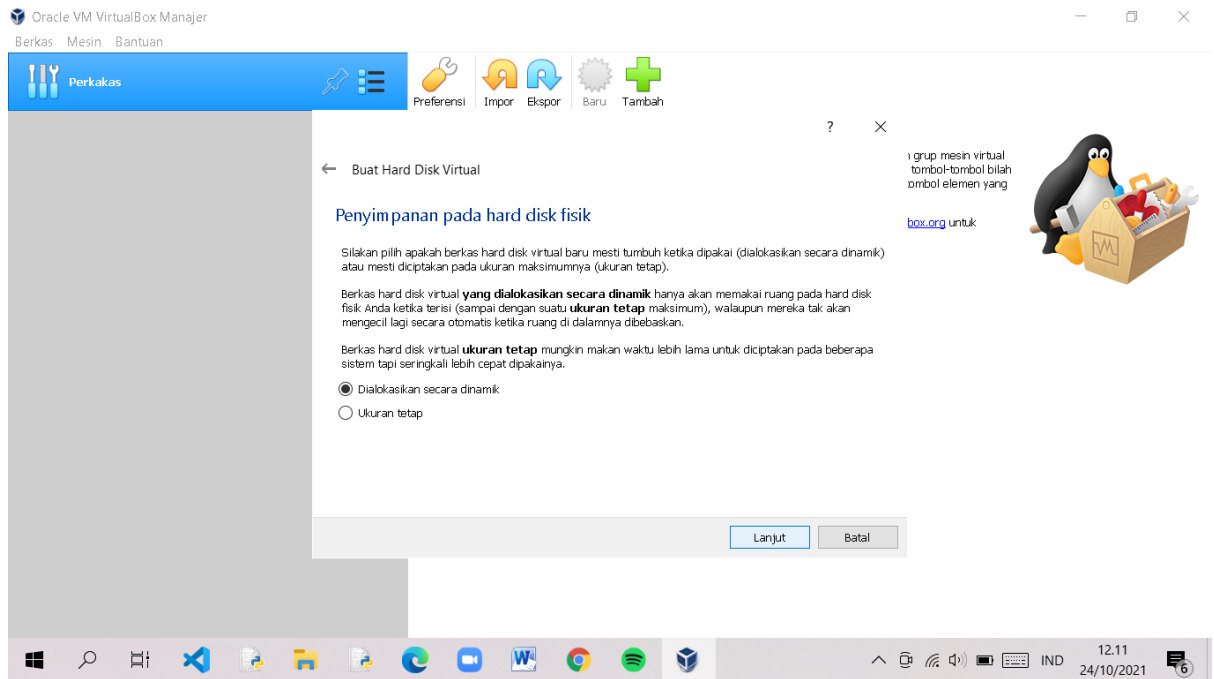 Oracle VM VirtualBox Manajer
Berkas Mesin Bantuan
Perkakas
Preferensi Impor Ekspor Baru Tambah
?
grup mesin virtual
tombol-tombol bilah
tombol elemen yang
box.org untuk
Buat Hard Disk Virtual
Penyimpanan pada hard disk fisik
Silakan pilih apakah berkas hard disk virtual baru mesti tumbuh ketika dipakai (dialokasikan secara dinamik)
atau mesti diciptakan pada ukuran maksimumnya (ukuran tetap).
Berkas hard disk virtual yang dialokasikan secara dinamik hanya akan memakai ruang pada hard disk
fisik Anda ketika terisi (sampai dengan suatu ukuran tetap maksimum), walaupun mereka tak akan
mengecil lagi secara otomatis ketika ruang di dalamnya dibebaskan.
Berkas hard disk virtual ukuran tetap mungkin makan waktu lebih lama untuk diciptakan pada beberapa
sistem tapi seringkali lebih cepat dipakainya.
Dialokasikan secara dinamik
Ukuran tetap
Lanjut Batal
IND
12.11
24/10/2021
6